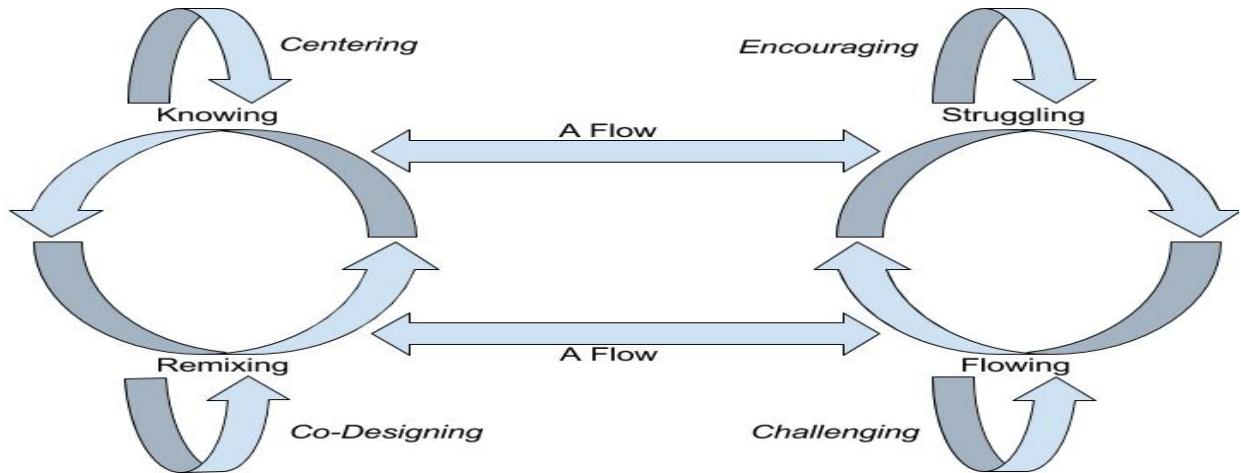 Centering
Encouraging
Knowing
Struggling
A Flow
A Flow
Remixing
Flowing
Co-Designing
Challenging